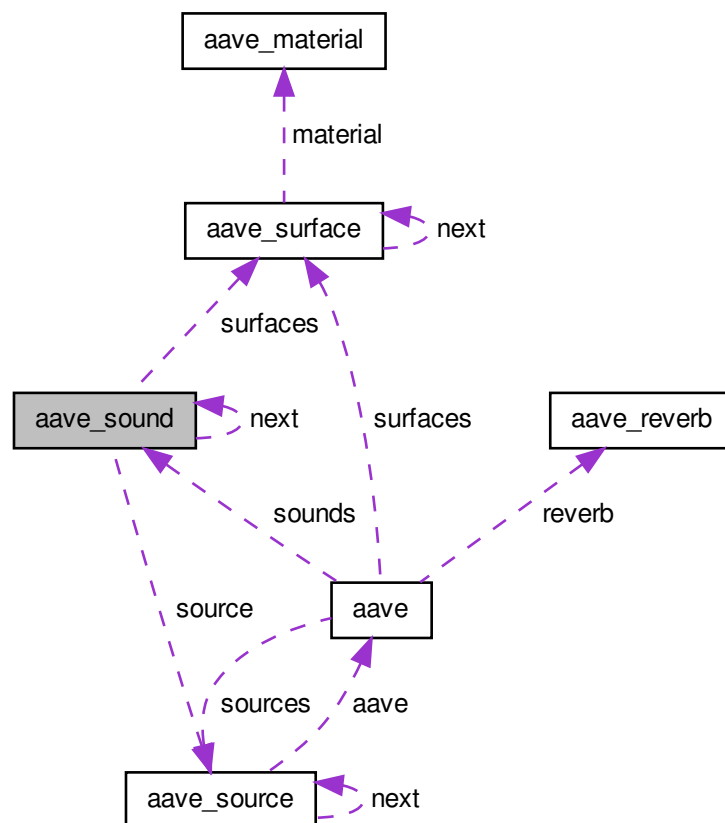 aave_material
material
aave_surface
next
surfaces
aave_sound
next
surfaces
aave_reverb
sounds
reverb
source
aave
sources
aave
aave_source
next